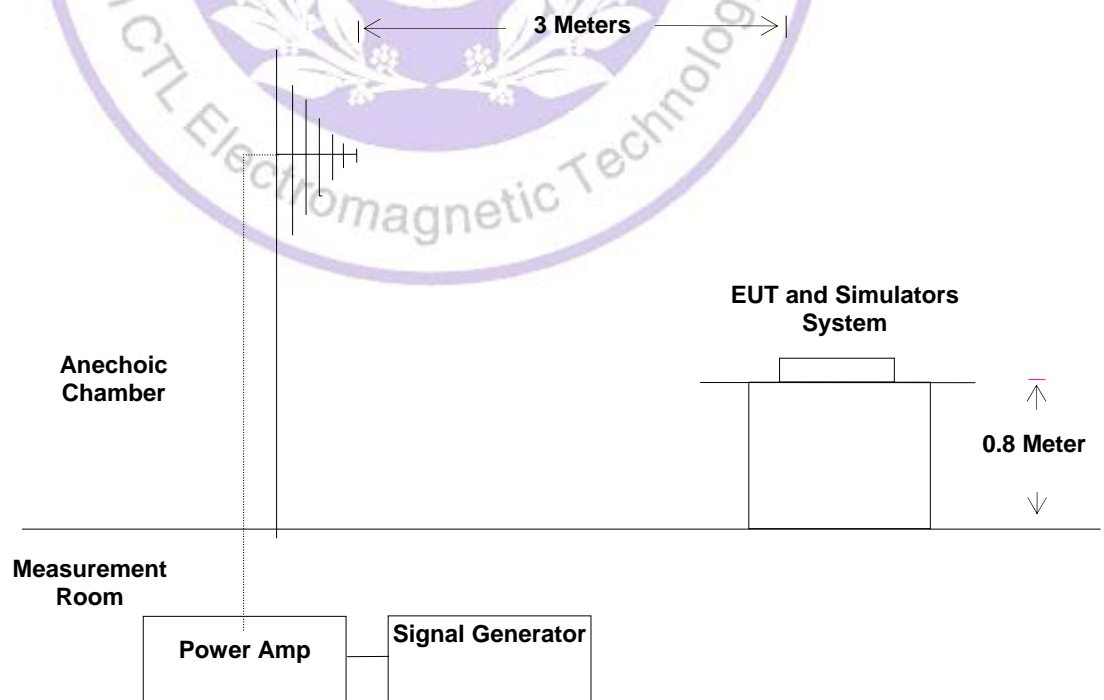 3 Meters
CTL Electromagnetic Technolo
EUT and Simulators
System
Anechoic
Chamber
0.8 Meter
Measurement
Room
Power Amp
Signal Generator